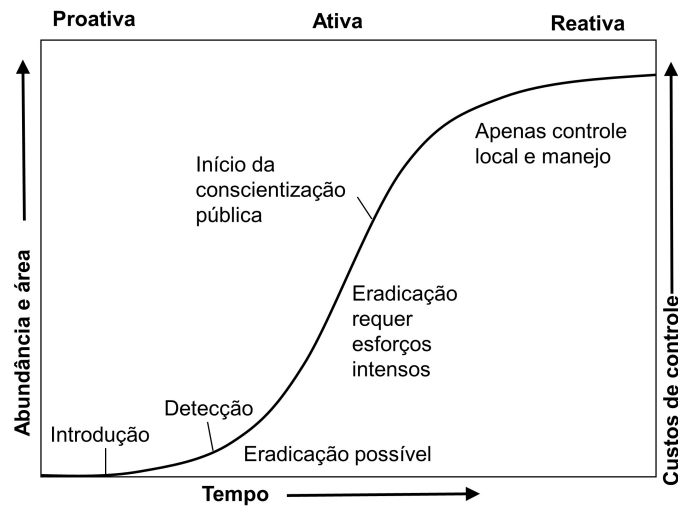 Proativa
Ativa
Reativa
Apenas controle
local e manejo
Início da
conscientização
pública
Eradicação
requer
esforços
intensos
Detecção
Introdução
Eradicação possível
Abundância e área
Custos de controle
Tempo